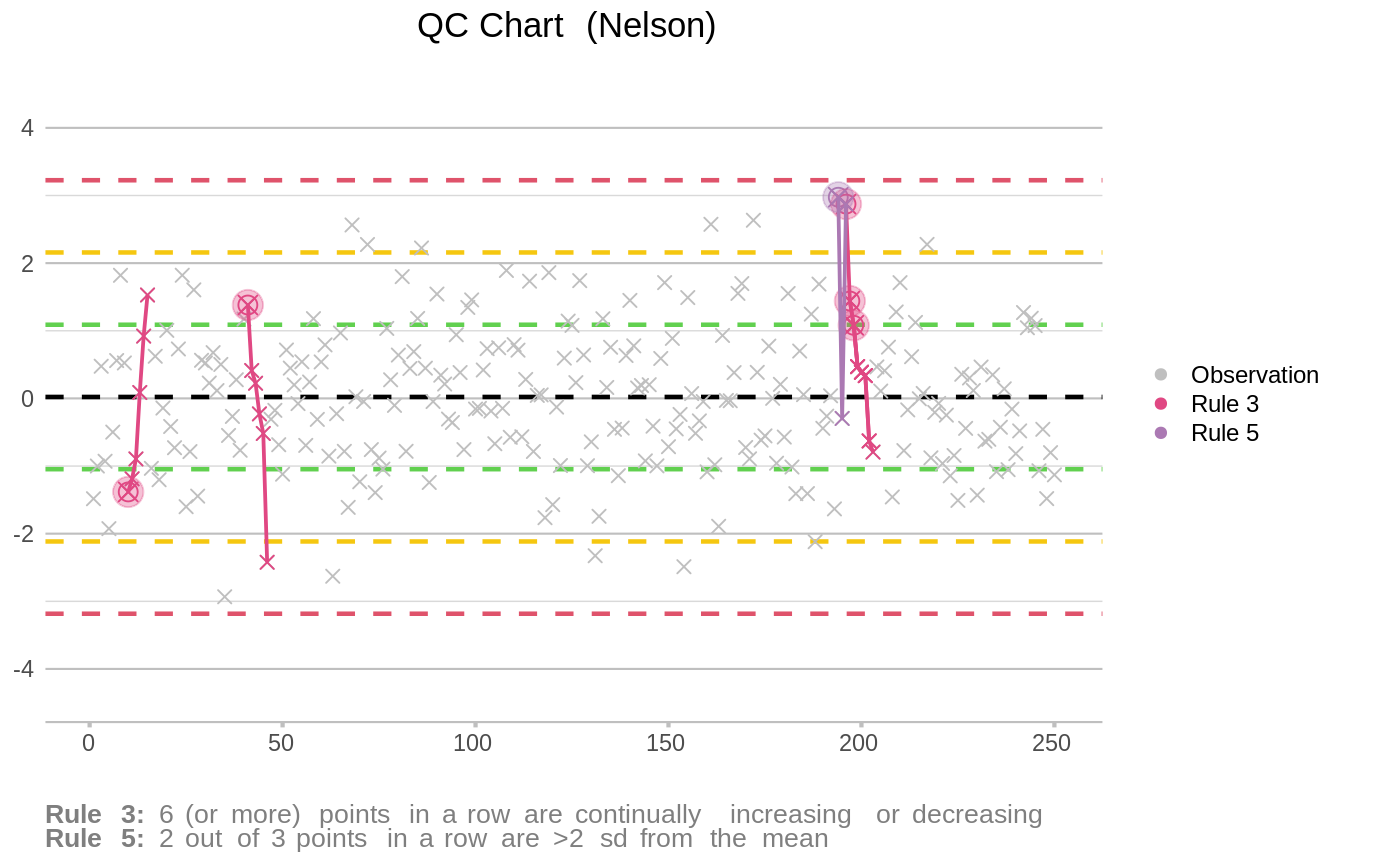 QC Chart (Nelson)
4
2
0
-2
-4
0 50 100 150 200 250
Observation
Rule 3
Rule 5
Rule 3: 6 (or more) points in a row are continually increasing or decreasing
Rule 5: 2 out of 3 points in a row are >2 sd from the mean